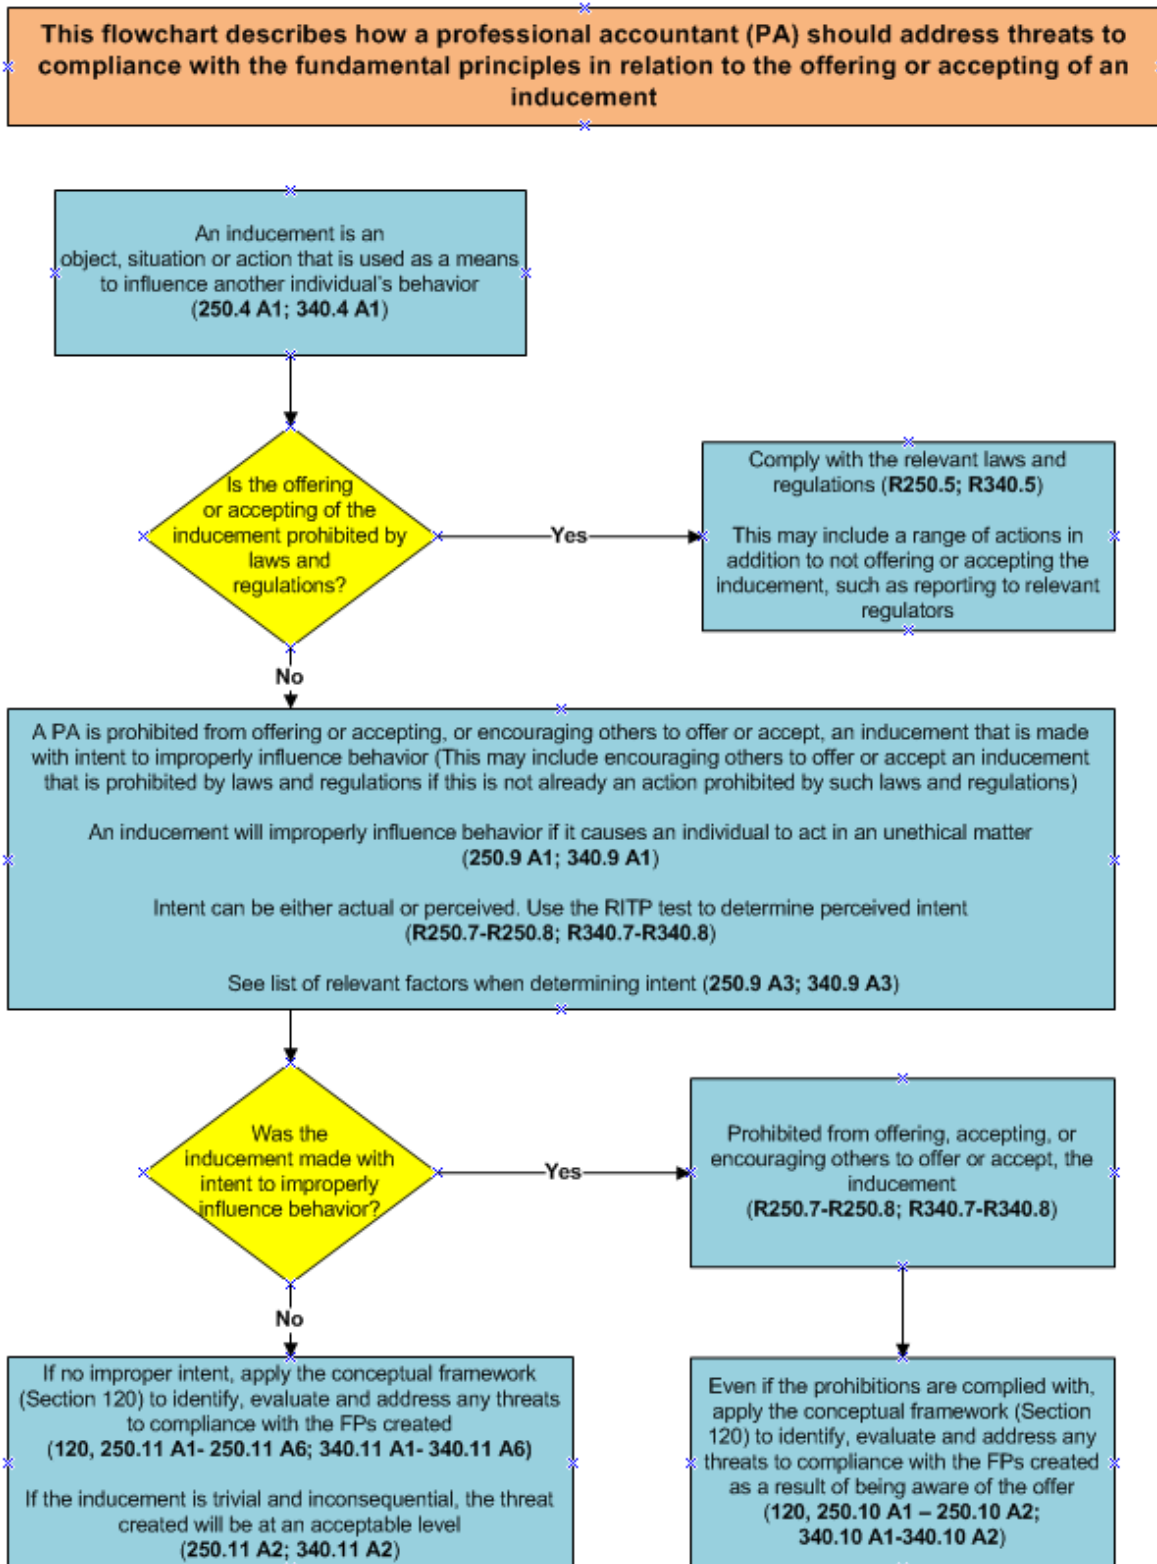 This flowchart describes how a professional accountant (PA) should address threats to
compliance with the fundamental principles in relation to the offering or accepting of an
inducement
An inducement is an
object, situation or action that is used as a means
to influence another individual's behavior
(250.4 A1; 340.4 A1)
Is the offering
or accepting of the
inducement prohibited by
laws and
regulations?
Yes
Comply with the relevant laws and
regulations (R250.5; R340.5)
This may include a range of actions in
addition to not offering or accepting the
inducement, such as reporting to relevant
regulators
No
A PA is prohibited from offering or accepting, or encouraging others to offer or accept, an inducement that is made
with intent to improperly influence behavior (This may include encouraging others to offer or accept an inducement
that is prohibited by laws and regulations if this is not already an action prohibited by such laws and regulations)
An inducement will improperly influence behavior if it causes an individual to act in an unethical matter
(250.9 A1; 340.9 A1)
Intent can be either actual or perceived. Use the RITP test to determine perceived intent
(R250.7-R250.8; R340.7-R340.8)
See list of relevant factors when determining intent (250.9 A3; 340.9 A3)
Was the
inducement made with
intent to improperly
influence behavior?
Yes
Prohibited from offering, accepting, or
encouraging others to offer or accept, the
inducement
(R250.7-R250.8; R340.7-R340.8)
No
If no improper intent, apply the conceptual framework
(Section 120) to identify, evaluate and address any threats
to compliance with the FPs created
(120, 250.11 A1- 250.11 A6; 340.11 A1- 340.11 A6)
If the inducement is trivial and inconsequential, the threat
created will be at an acceptable level
(250.11 A2; 340.11 A2)
Even if the prohibitions are complied with,
apply the conceptual framework (Section
120) to identify, evaluate and address any
threats to compliance with the FPs created
as a result of being aware of the offer
(120, 250.10 A1 – 250.10 A2;
340.10 A1-340.10 A2)